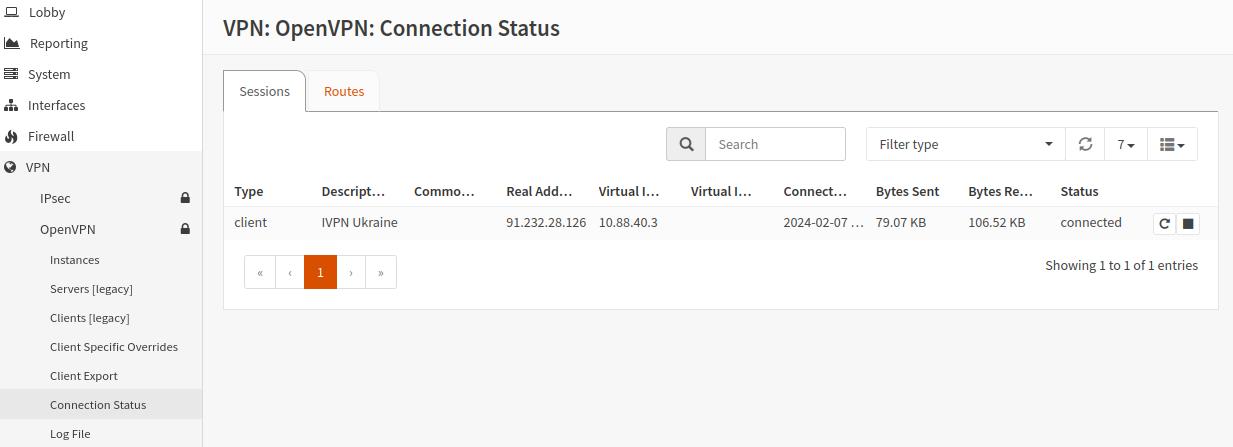 Lobby
Reporting
System
Interfaces
Firewall
VPN
IPsec
OpenVPN
Instances
Servers [legacy]
Clients [legacy]
Client Specific Overrides
Client Export
Connection Status
Log File
VPN: OpenVPN: Connection Status
Sessions Routes
Search Filter type 7
Type Descript... Commo... Real Add... Virtual I... Virtual I... Connect... Bytes Sent Bytes Re... Status
client IVPN Ukraine 91.232.28.126 10.88.40.3 2024-02-07 ... 79.07 KB 106.52 KB connected
« ‹ 1 › »
Showing 1 to 1 of 1 entries